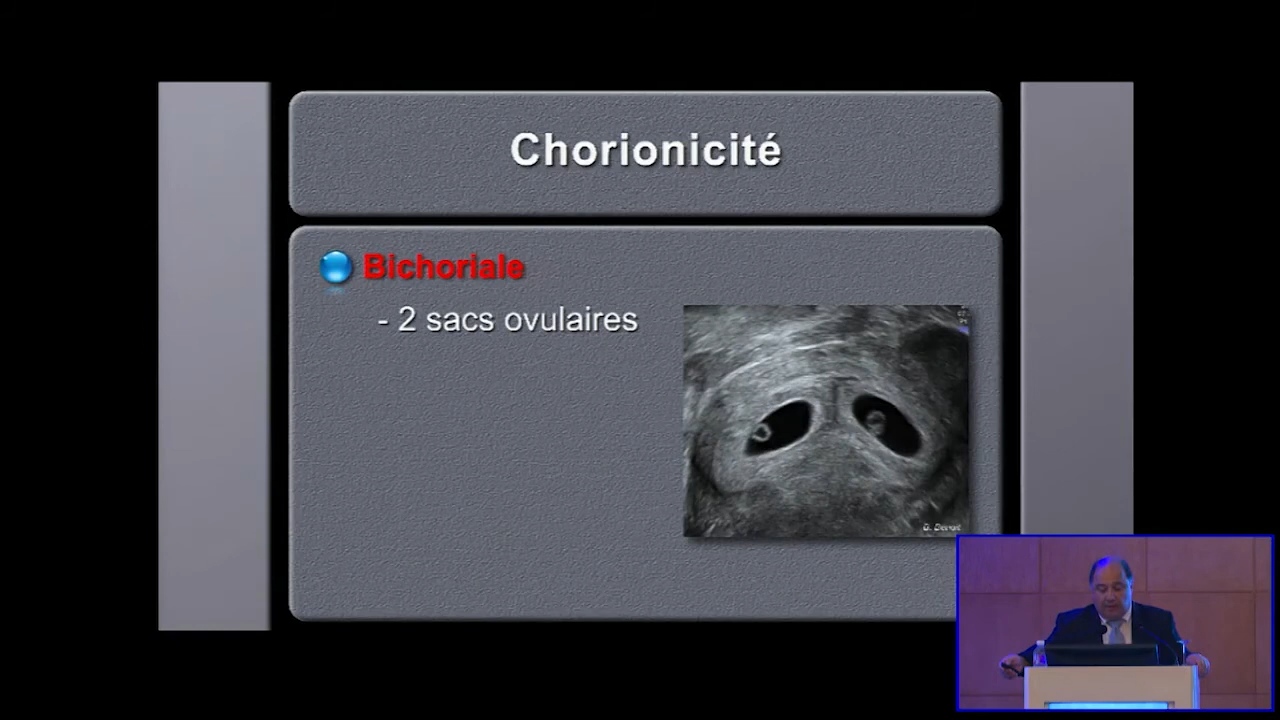 Chorionicité
Bichoriale
- 2 sacs ovulaires